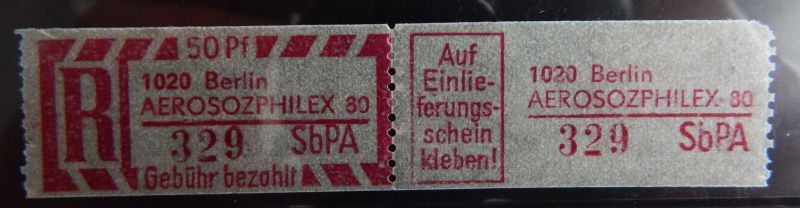 50 Pf
R
1020 Berlin
AEROSOZPHILEX 80
329 SbPA
Gebühr bezahlt
Auf
Einlie-
ferungs-
schein
kleben!
1020 Berlin
AEROSOZPHILEX 80
329 SbPA